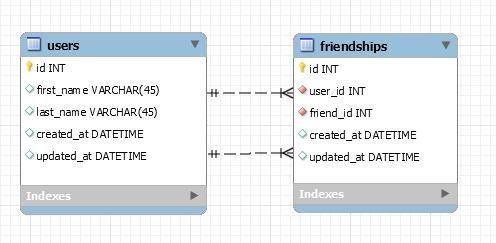 users
id INT
first_name VARCHAR(45)
last_name VARCHAR(45)
created_at DATETIME
updated_at DATETIME
Indexes
friendships
id INT
user_id INT
friend_id INT
created_at DATETIME
updated_at DATETIME
Indexes